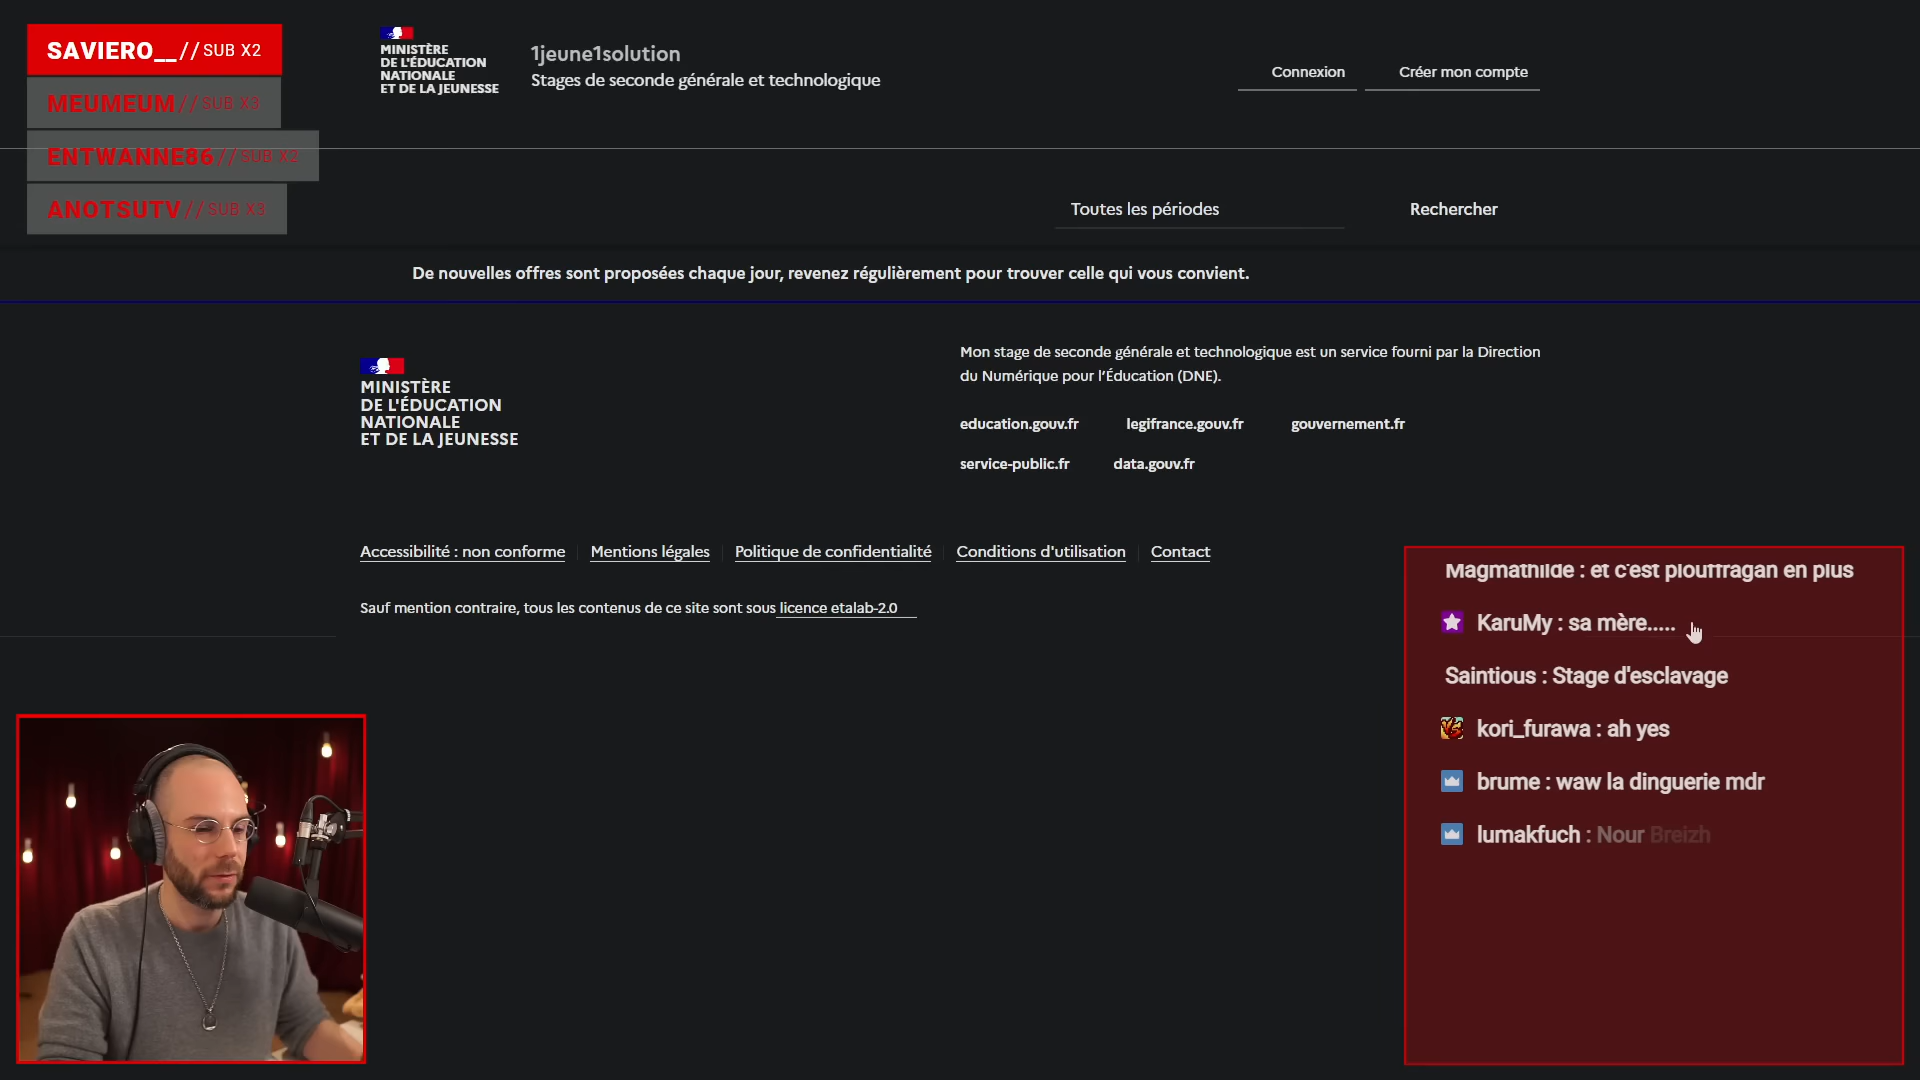 SAVIERO__// SUB X2
MEUMEUM// SUB X3
ENTWANNE86// SUB X2
ANOTSUTV// SUB X3
MINISTÈRE
DE L'ÉDUCATION
NATIONALE
ET DE LA JEUNESSE
1jeune1solution
Stages de seconde générale et technologique
Connexion
Créer mon compte
Toutes les périodes
Rechercher
De nouvelles offres sont proposées chaque jour, revenez régulièrement pour trouver celle qui vous convient.
MINISTÈRE
DE L'ÉDUCATION
NATIONALE
ET DE LA JEUNESSE
Mon stage de seconde générale et technologique est un service fourni par la Direction
du Numérique pour l’Éducation (DNE).
education.gouv.fr legifrance.gouv.fr gouvernement.fr
service-public.fr data.gouv.fr
Accessibilité : non conforme Mentions légales Politique de confidentialité Conditions d'utilisation Contact
Sauf mention contraire, tous les contenus de ce site sont sous licence etalab-2.0
Magmathilde : et c'est plouffragan en plus
KaruMy : sa mère.....
Saintious : Stage d'esclavage
kori_furawa : ah yes
brume : waw la dinguerie mdr
lumakfuch : Nour Breizh